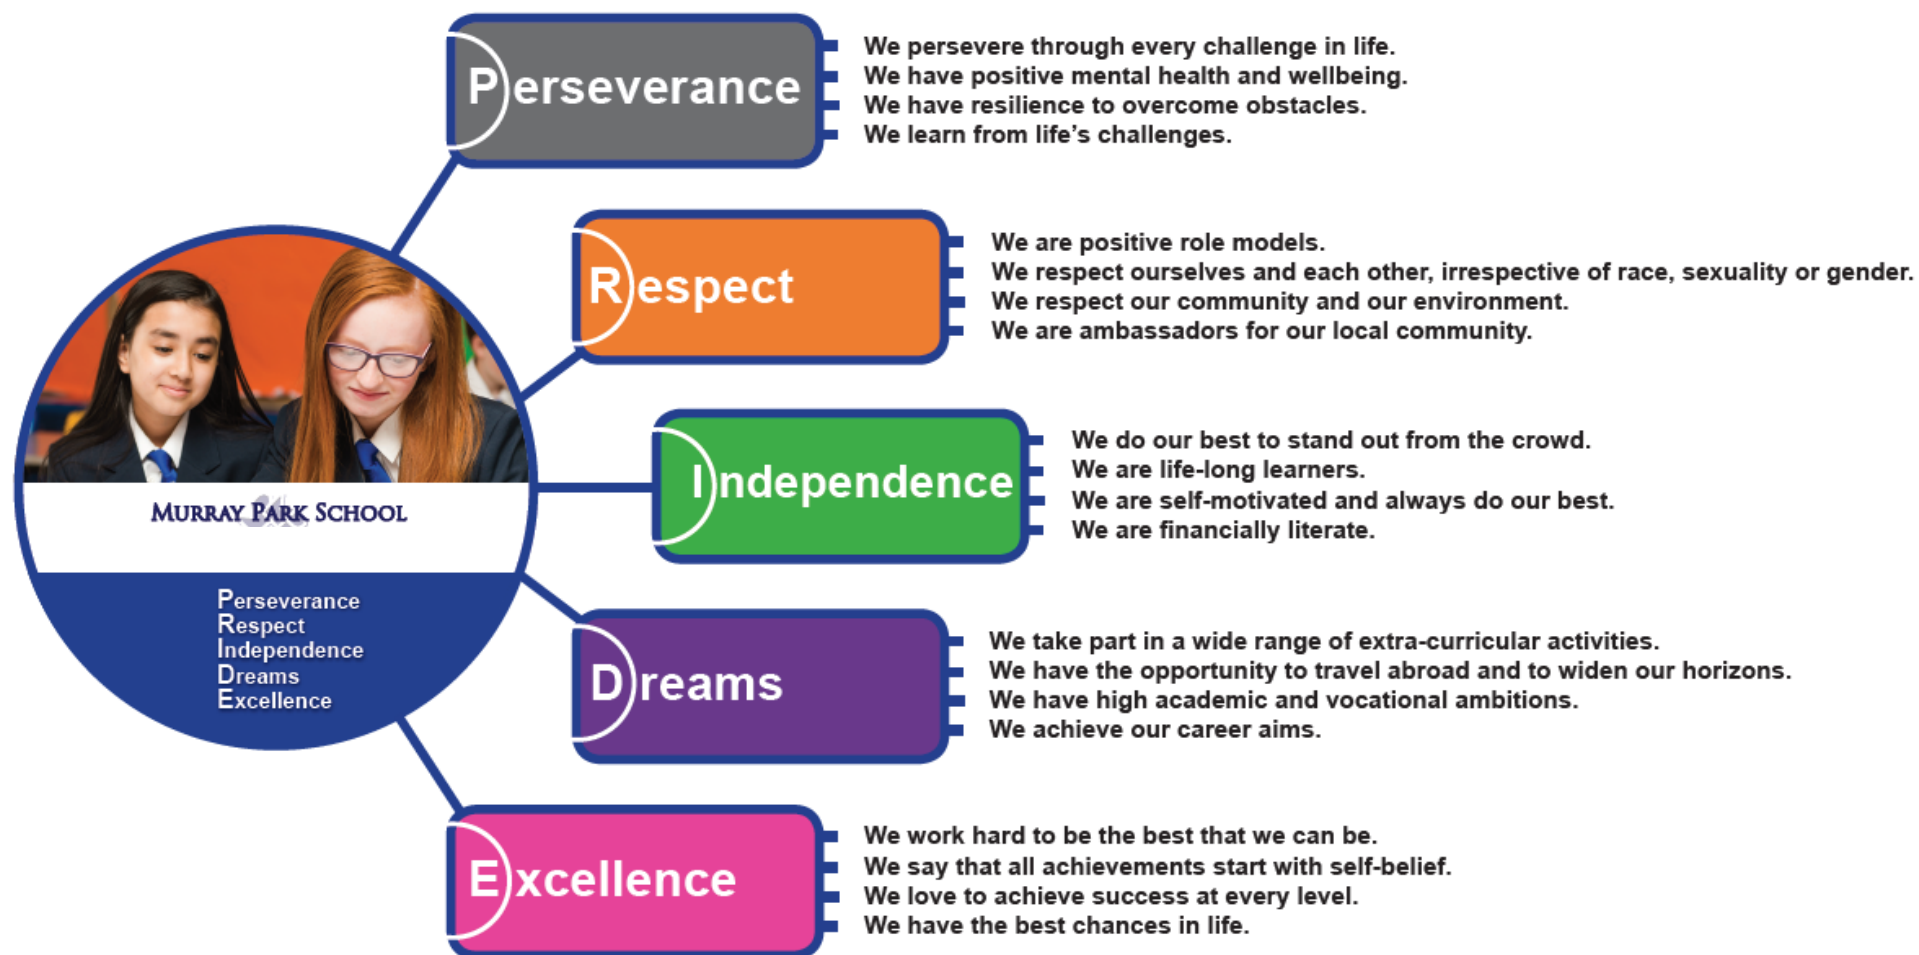 Perseverance
We persevere through every challenge in life.
We have positive mental health and wellbeing.
We have resilience to overcome obstacles.
We learn from life's challenges.
Respect
We are positive role models.
We respect ourselves and each other, irrespective of race, sexuality or gender.
We respect our community and our environment.
We are ambassadors for our local community.
Independence
We do our best to stand out from the crowd.
We are life-long learners.
We are self-motivated and always do our best.
We are financially literate.
MURRAY PARK SCHOOL
Perseverance
Respect
Independence
Dreams
Excellence
Dreams
We take part in a wide range of extra-curricular activities.
We have the opportunity to travel abroad and to widen our horizons.
We have high academic and vocational ambitions.
We achieve our career aims.
Excellence
We work hard to be the best that we can be.
We say that all achievements start with self-belief.
We love to achieve success at every level.
We have the best chances in life.